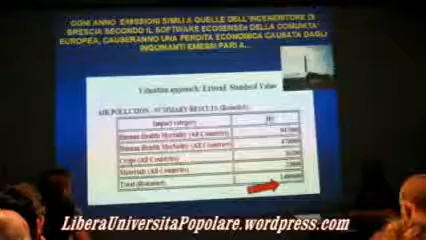 OGNI ANNO EMISSIONI SIMILI A QUELLE DELL'INCENERITORE DI
BRESCIA SECONDO IL SOFTWARE ECOSENSE DELLA COMUNITA'
EUROPEA, CAUSERANNO UNA PERDITA ECONOMICA CAUSATA DAGLI
INQUINANTI EMESSI PARI A...
Valuation approach: Extend. Standard Value
AIR POLLUTION - SUMMARY RESULTS
Impact category
Human Health Mortality (All Countries)
Human Health Morbidity (All Countries)
Crops (All Countries)
Materials (All Countries)
Total
LiberaUniversitaPopolare.wordpress.com